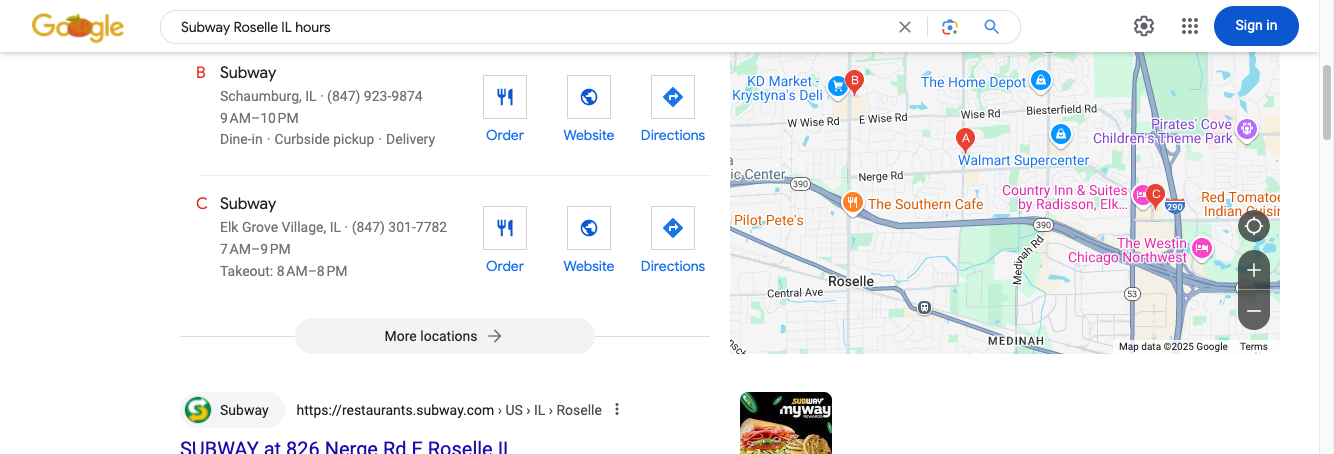 Google
Subway Roselle IL hours
Sign in
B Subway
Schaumburg, IL · (847) 923-9874
9 AM–10 PM
Dine-in · Curbside pickup · Delivery
Order
Website
Directions
C Subway
Elk Grove Village, IL · (847) 301-7782
7 AM–9 PM
Takeout: 8 AM–8 PM
Order
Website
Directions
More locations
KD Market -
Krystyna's Deli
B
The Home Depot
W Wise Rd
E Wise Rd
Wise Rd
Biesterfield Rd
Pirates' Cove
Children's Theme Park
A
Walmart Supercenter
ic Center
390
Nerge Rd
Country Inn & Suites
by Radisson, Elk...
C
290
Red Tomato
Indian Cuisin
The Southern Cafe
Pilot Pete's
390
The Westin
Chicago Northwest
Medinah Rd
Roselle
Central Ave
53
MEDINAH
Map data ©2025 Google
Terms
Subway
https://restaurants.subway.com › US › IL › Roselle
SUBWAY at 826 Nerge Rd E Roselle IL
SUBWAY
myway
REWARDS